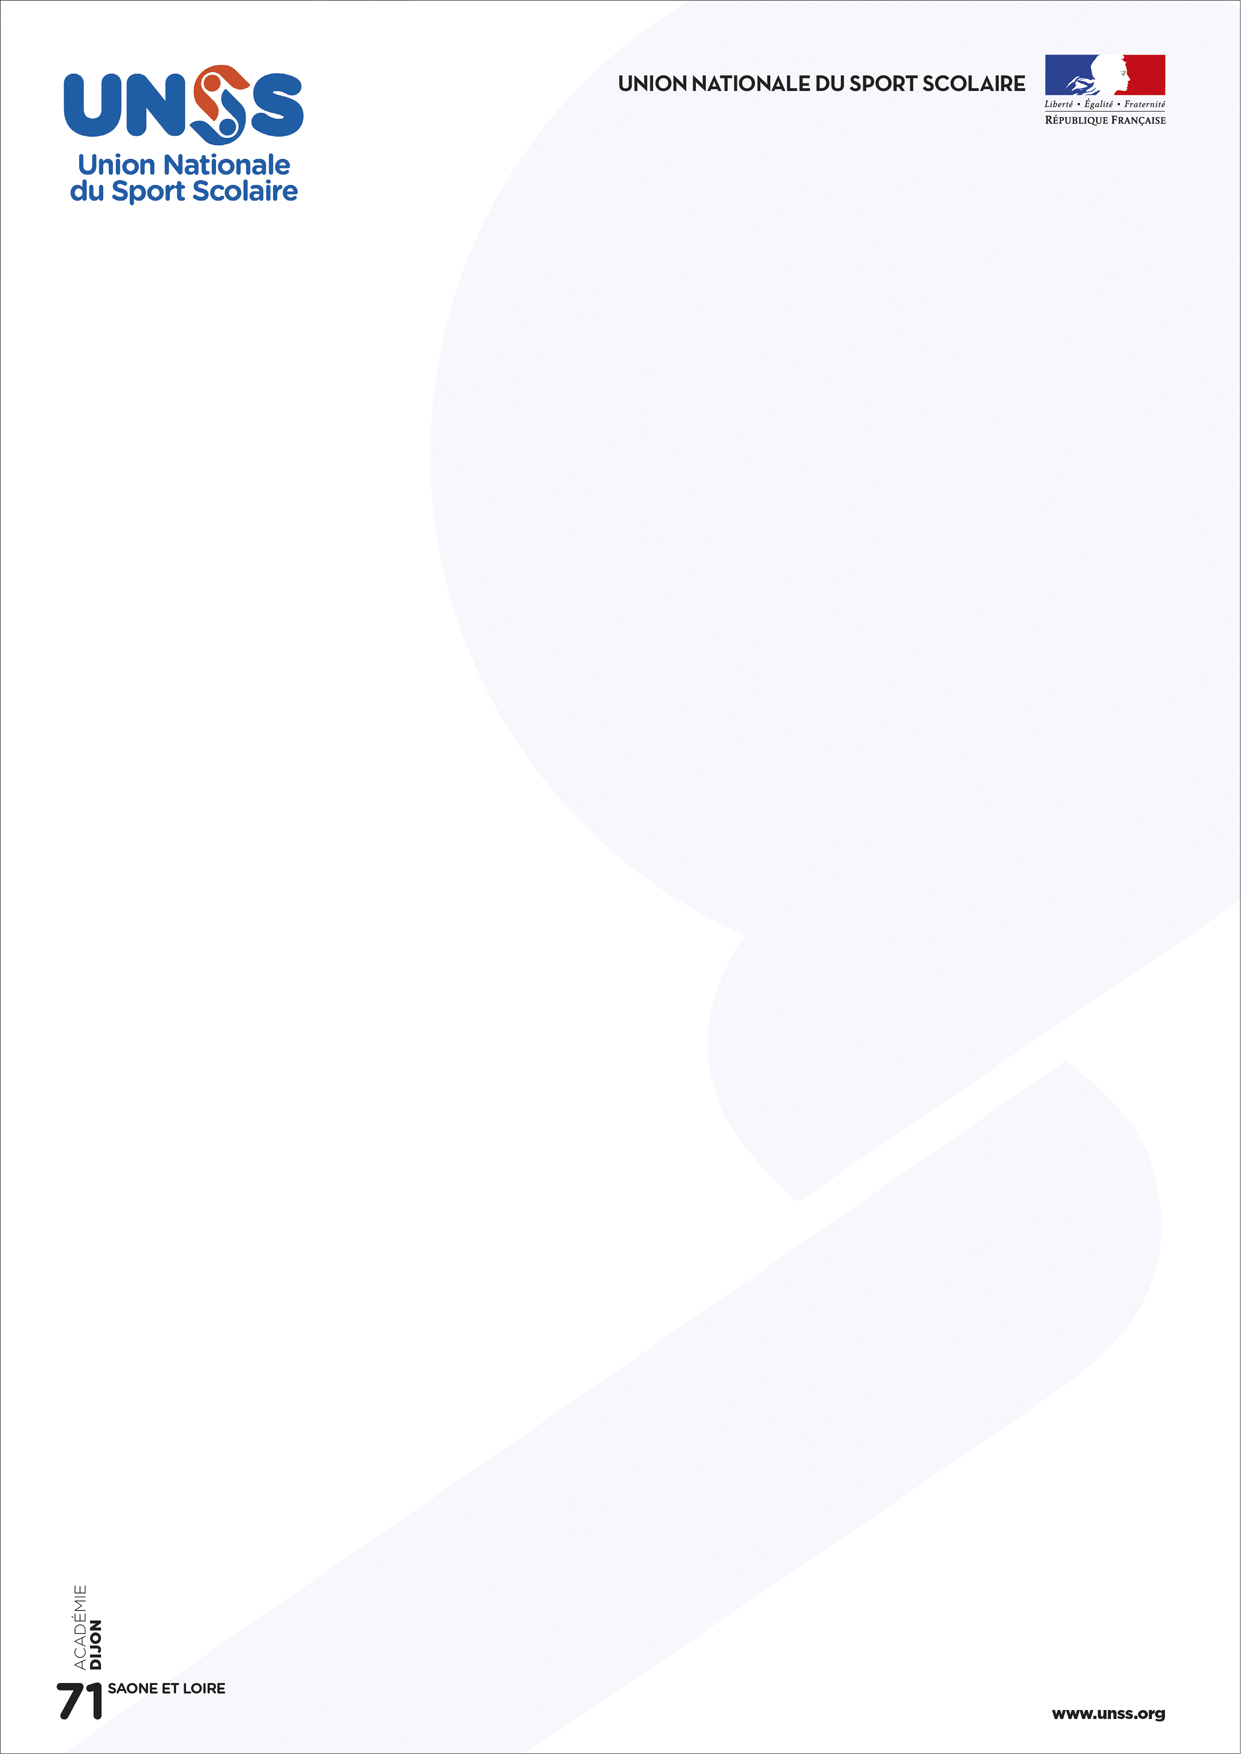 UNSS
Union Nationale
du Sport Scolaire
UNION NATIONALE DU SPORT SCOLAIRE
Liberté • Égalité • Fraternité
RÉPUBLIQUE FRANÇAISE
ACADÉMIE
DIJON
71 SAONE ET LOIRE
www.unss.org